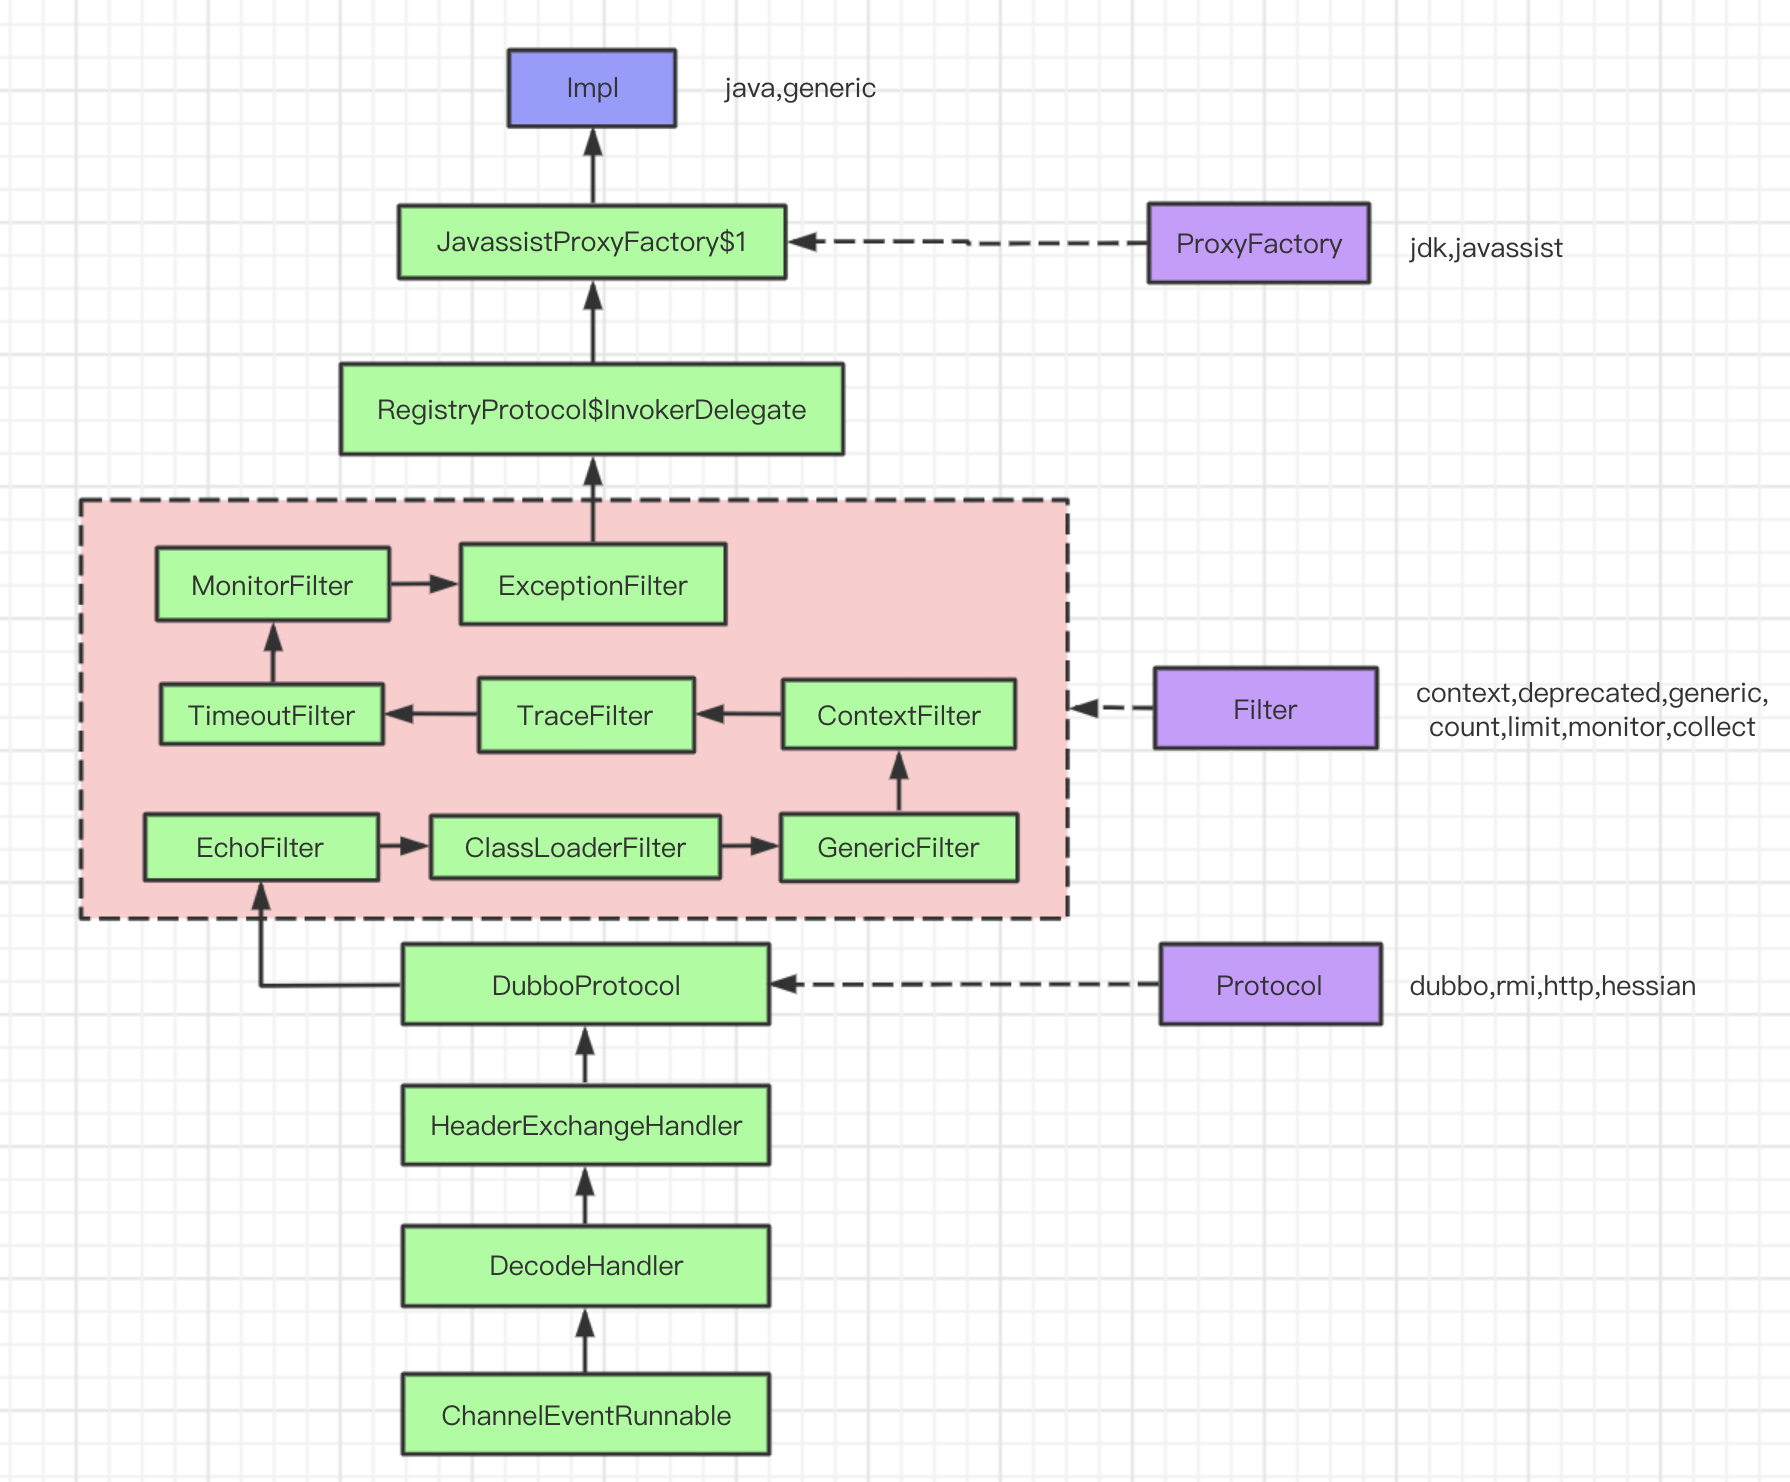 Impl
java,generic
JavassistProxyFactory$1
ProxyFactory
jdk,javassist
RegistryProtocol$InvokerDelegate
MonitorFilter
ExceptionFilter
TimeoutFilter
TraceFilter
ContextFilter
Filter
context,deprecated,generic,
count,limit,monitor,collect
EchoFilter
ClassLoaderFilter
GenericFilter
DubboProtocol
Protocol
dubbo,rmi,http,hessian
HeaderExchangeHandler
DecodeHandler
ChannelEventRunnable